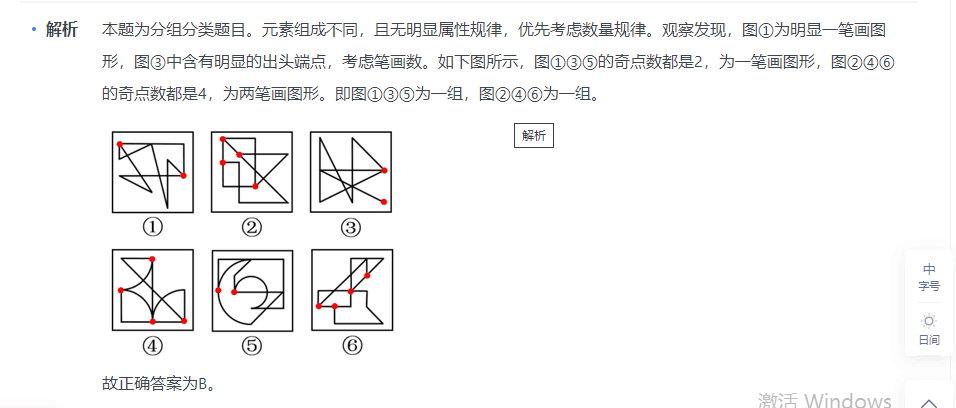 • 解析 本题为分组分类题目。元素组成不同，且无明显属性规律，优先考虑数量规律。观察发现，图①为明显一笔画图
形，图③中含有明显的出头端点，考虑笔画数。如下图所示，图①③⑤的奇点数都是2，为一笔画图形，图②④⑥
的奇点数都是4，为两笔画图形。即图①③⑤为一组，图②④⑥为一组。
解析
① ② ③
④ ⑤ ⑥
中
字号
日间
故正确答案为B。
激活 Windows